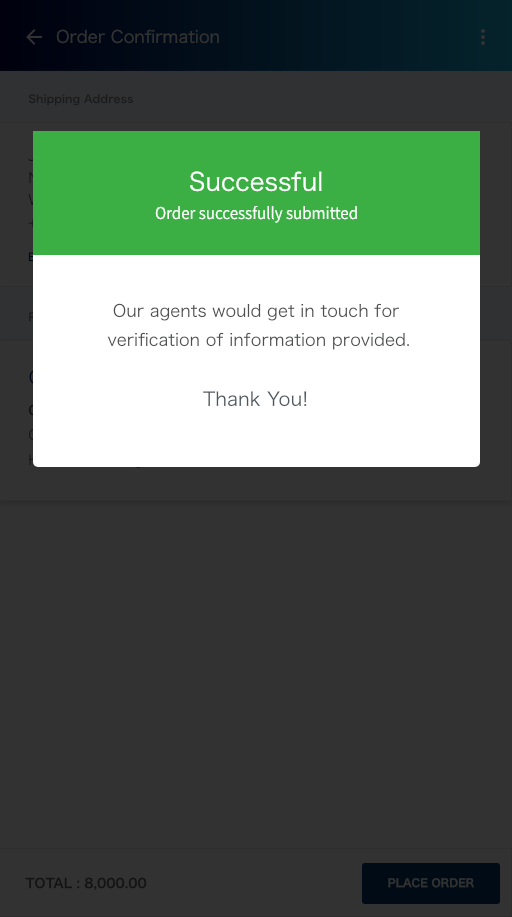 Order Confirmation
Shipping Address
Successful
Order successfully submitted
Our agents would get in touch for
verification of information provided.
Thank You!
TOTAL : 8,000.00
PLACE ORDER